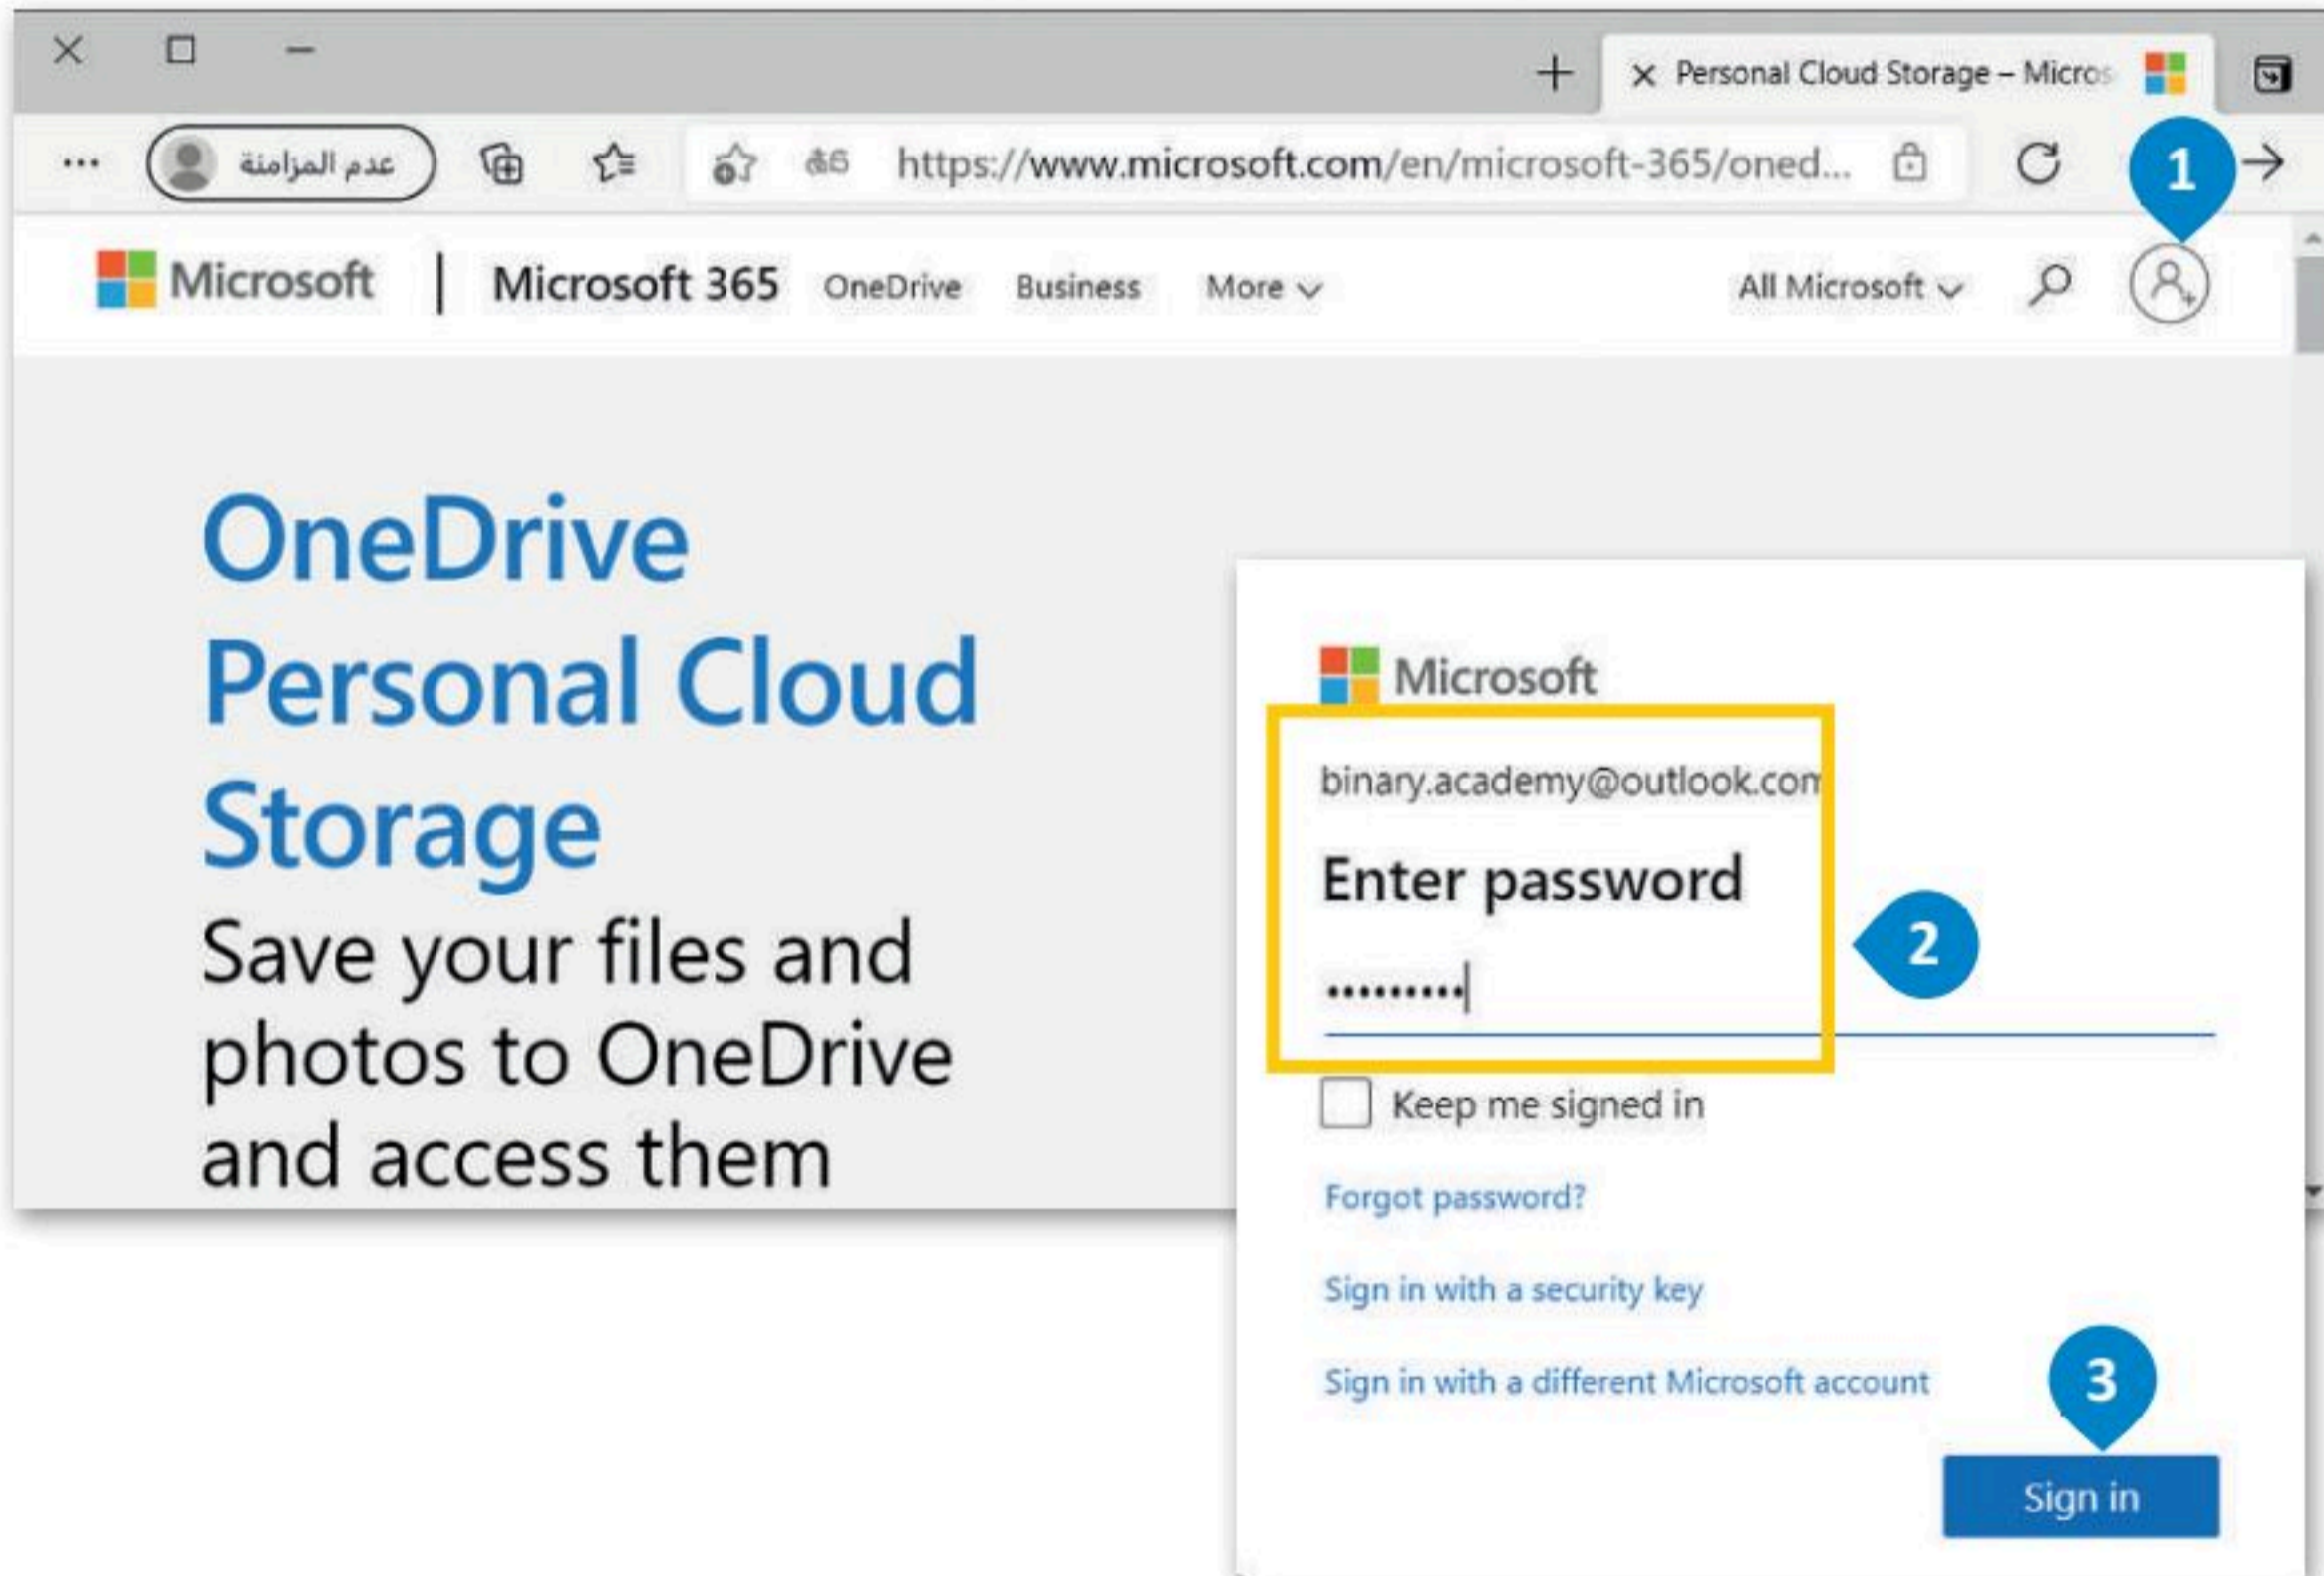 Personal Cloud Storage – Micros
عدم المزامنة
https://www.microsoft.com/en/microsoft-365/oned...
1
Microsoft | Microsoft 365 OneDrive Business More All Microsoft
OneDrive
Personal Cloud
Storage
Save your files and
photos to OneDrive
and access them
Microsoft
binary.academy@outlook.com
Enter password
2
Keep me signed in
Forgot password?
Sign in with a security key
Sign in with a different Microsoft account
3
Sign in